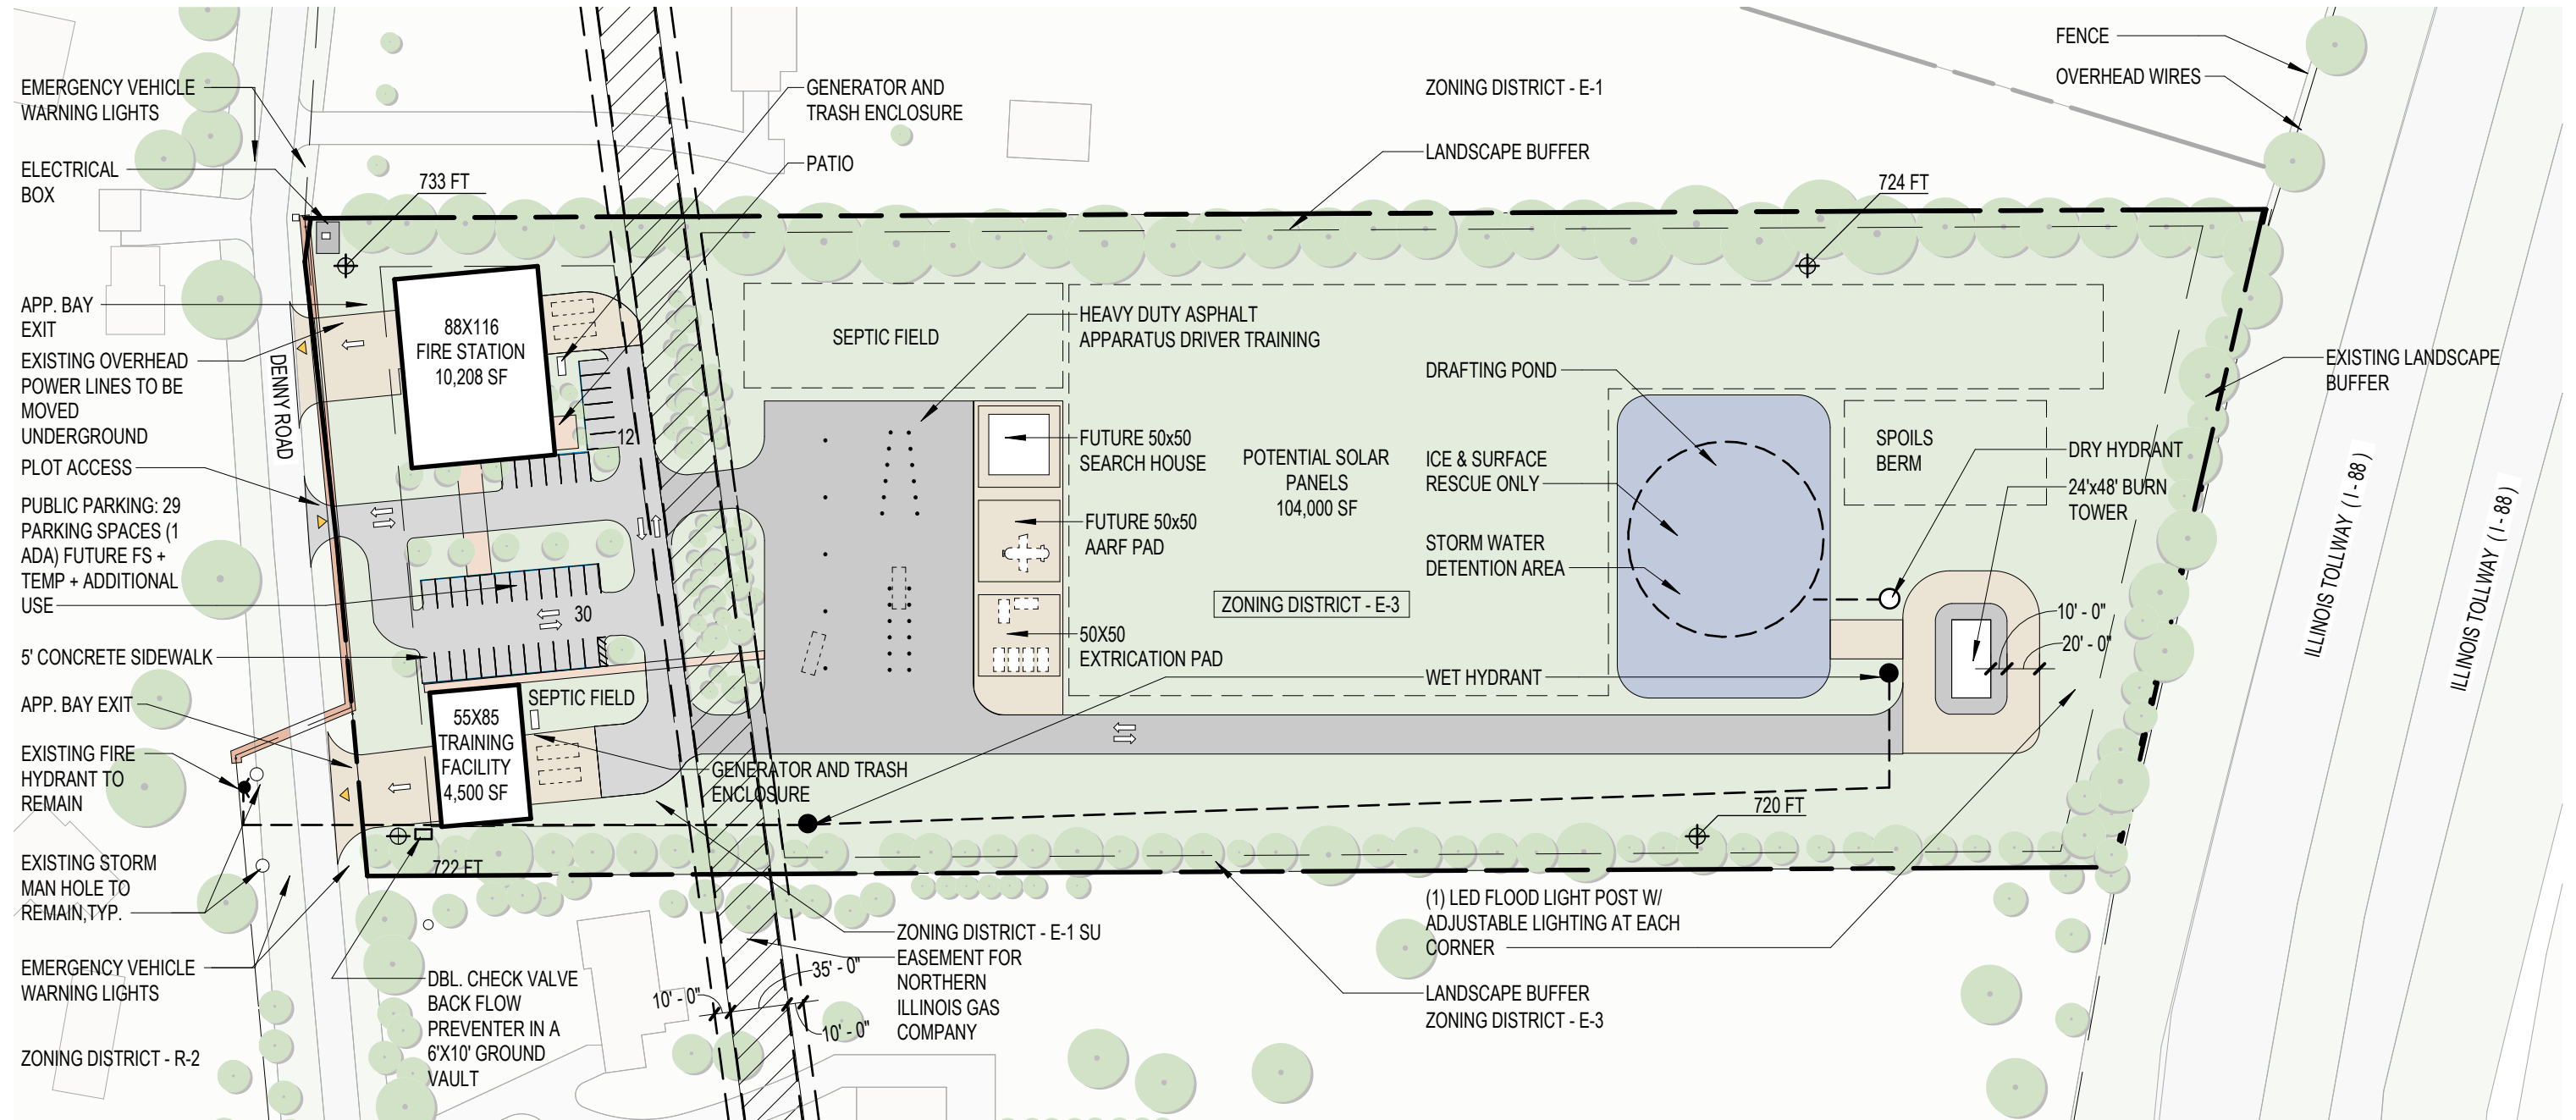 EMERGENCY VEHICLE
WARNING LIGHTS
ELECTRICAL
BOX
733 FT
APP. BAY
EXIT
EXISTING OVERHEAD
POWER LINES TO BE
MOVED
UNDERGROUND
PLOT ACCESS
PUBLIC PARKING: 29
PARKING SPACES (1
ADA) FUTURE FS +
TEMP + ADDITIONAL
USE
5' CONCRETE SIDEWALK
APP. BAY EXIT
EXISTING FIRE
HYDRANT TO
REMAIN
EXISTING STORM
MAN HOLE TO
REMAIN,TYP.
EMERGENCY VEHICLE
WARNING LIGHTS
ZONING DISTRICT - R-2
DENNY ROAD
88X116
FIRE STATION
10,208 SF
12
30
SEPTIC FIELD
55X85
TRAINING
FACILITY
4,500 SF
722 FT
DBL. CHECK VALVE
BACK FLOW
PREVENTER IN A
6'X10' GROUND
VAULT
GENERATOR AND
TRASH ENCLOSURE
PATIO
SEPTIC FIELD
HEAVY DUTY ASPHALT
APPARATUS DRIVER TRAINING
FUTURE 50x50
SEARCH HOUSE
FUTURE 50x50
AARF PAD
50X50
EXTRICATION PAD
GENERATOR AND TRASH
ENCLOSURE
ZONING DISTRICT - E-1 SU
EASEMENT FOR
NORTHERN
ILLINOIS GAS
COMPANY
10' - 0"
35' - 0"
10' - 0"
ZONING DISTRICT - E-1
LANDSCAPE BUFFER
724 FT
POTENTIAL SOLAR
PANELS
104,000 SF
ZONING DISTRICT - E-3
DRAFTING POND
ICE & SURFACE
RESCUE ONLY
STORM WATER
DETENTION AREA
WET HYDRANT
SPOILS
BERM
720 FT
(1) LED FLOOD LIGHT POST W/
ADJUSTABLE LIGHTING AT EACH
CORNER
LANDSCAPE BUFFER
ZONING DISTRICT - E-3
FENCE
OVERHEAD WIRES
EXISTING LANDSCAPE
BUFFER
DRY HYDRANT
24'x48' BURN
TOWER
10' - 0"
20' - 0"
ILLINOIS TOLLWAY ( I - 88 )
ILLINOIS TOLLWAY ( I - 88 )